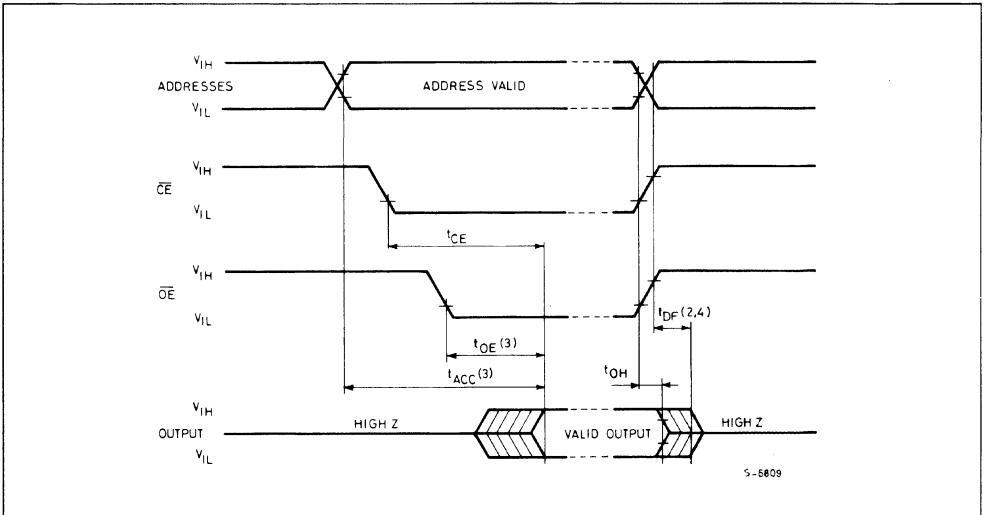 VIH
ADDRESSES
ADDRESS VALID
VIL
VIH
CE
VIL
tCE
VIH
OE
VIL
tDF (2,4)
tOE (3)
tACC (3)
tOH
VIH
HIGH Z
HIGH Z
OUTPUT
VALID OUTPUT
VIL
S-6809